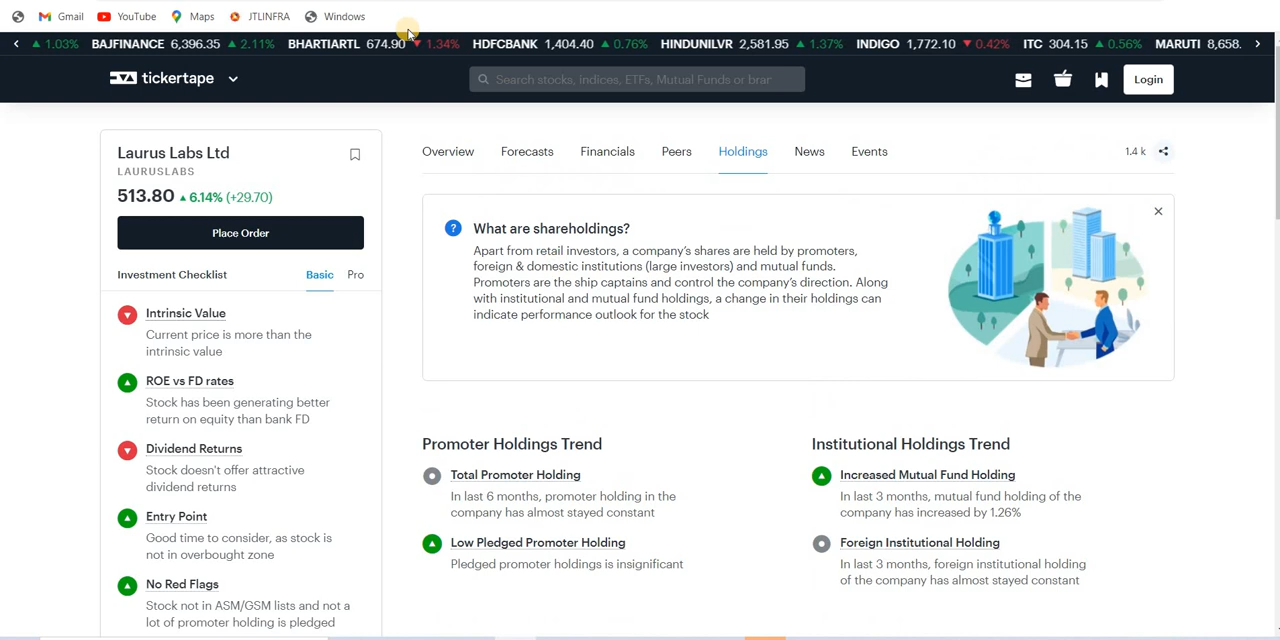 Gmail YouTube Maps JTLINFRA Windows
1.03% BAJFINANCE 6,396.35 2.11% BHARTIARTL 674.90 1.34% HDFCBANK 1,404.40 0.76% HINDUNILVR 2,581.95 1.37% INDIGO 1,772.10 0.42% ITC 304.15 0.56% MARUTI 8,658.
tickertape Search stocks, indices, ETFs, Mutual Funds or brar Login
Laurus Labs Ltd
LAURUSLABS
513.80 6.14% (+29.70)
Place Order
Investment Checklist Basic Pro
Intrinsic Value
Current price is more than the
intrinsic value
ROE vs FD rates
Stock has been generating better
return on equity than bank FD
Dividend Returns
Stock doesn't offer attractive
dividend returns
Entry Point
Good time to consider, as stock is
not in overbought zone
No Red Flags
Stock not in ASM/GSM lists and not a
lot of promoter holding is pledged
Overview Forecasts Financials Peers Holdings News Events 1.4 k
? What are shareholdings?
Apart from retail investors, a company's shares are held by promoters,
foreign & domestic institutions (large investors) and mutual funds.
Promoters are the ship captains and control the company's direction. Along
with institutional and mutual fund holdings, a change in their holdings can
indicate performance outlook for the stock
Promoter Holdings Trend
Total Promoter Holding
In last 6 months, promoter holding in the
company has almost stayed constant
Low Pledged Promoter Holding
Pledged promoter holdings is insignificant
Institutional Holdings Trend
Increased Mutual Fund Holding
In last 3 months, mutual fund holding of the
company has increased by 1.26%
Foreign Institutional Holding
In last 3 months, foreign institutional holding
of the company has almost stayed constant